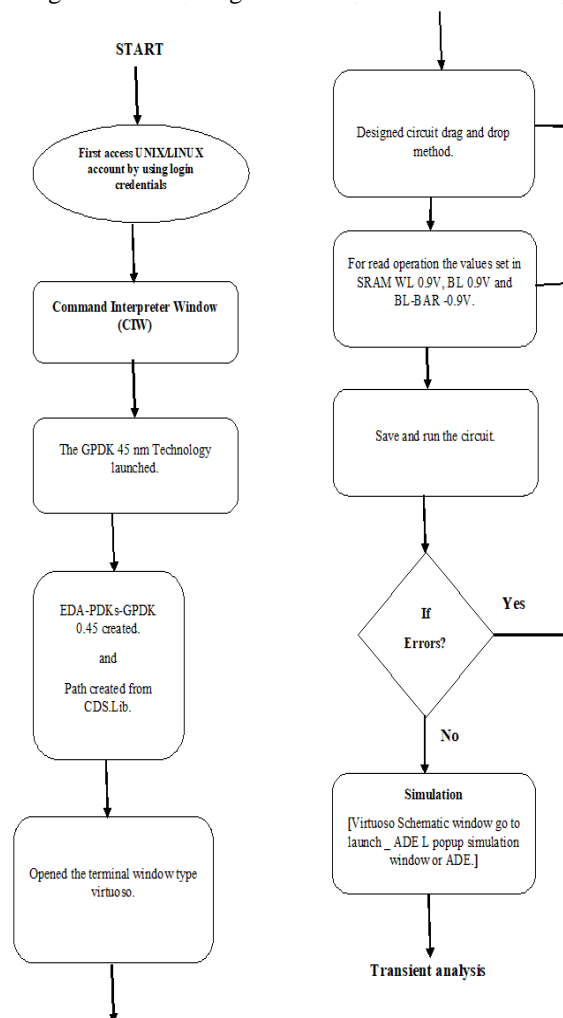 START
First access UNIX/LINUX
account by using login
credentials
Command Interpreter Window
(CIW)
The GPDK 45 nm Technology
launched.
EDA-PDKs-GPDK
0.45 created.
and
Path created from
CDS.Lib.
Opened the terminal window type
virtuoso.
Designed circuit drag and drop
method.
For read operation the values set in
SRAM WL 0.9V, BL 0.9V and
BL-BAR -0.9V.
Save and run the circuit.
If
Errors?
Yes
No
Simulation
[Virtuoso Schematic window go to
launch _ ADE L popup simulation
window or ADE.]
Transient analysis